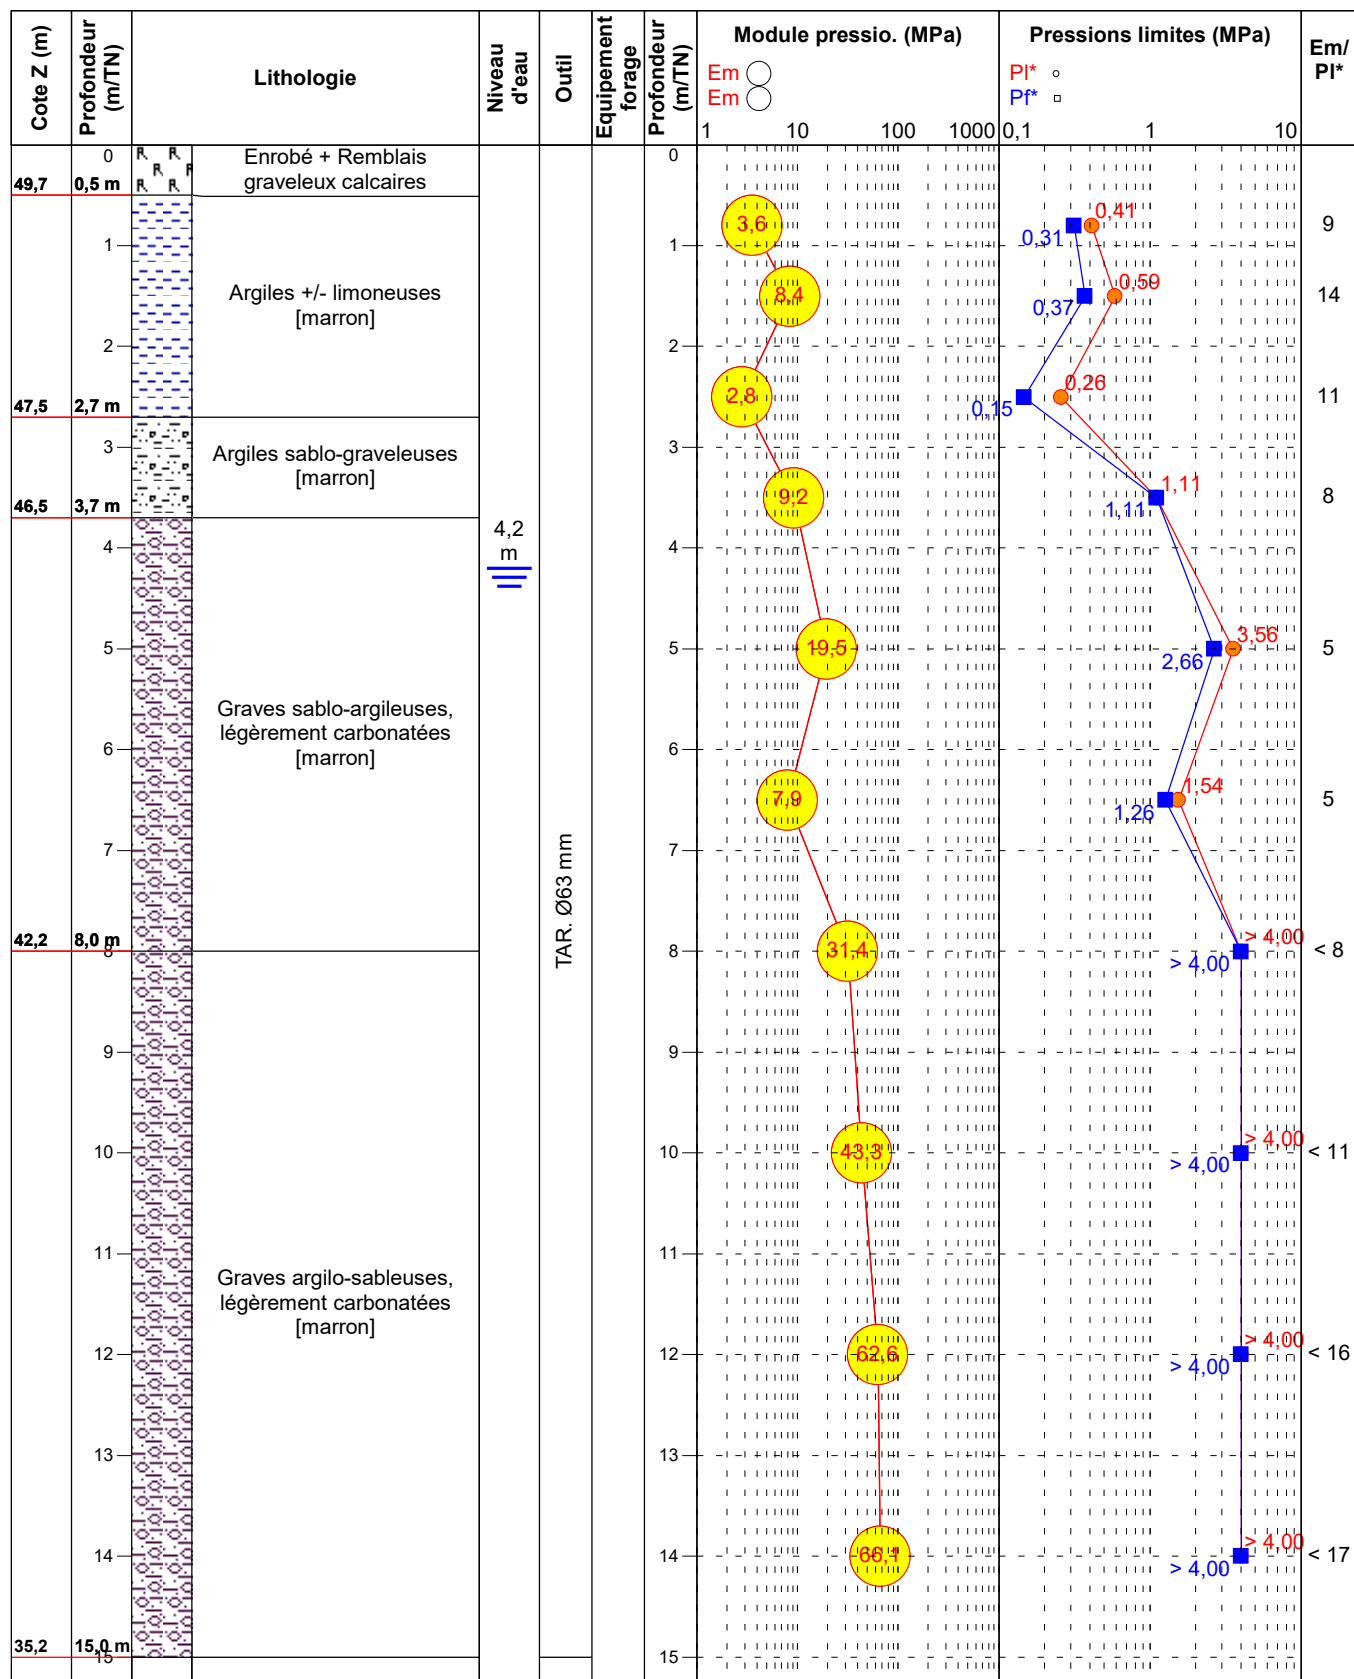 Cote Z (m)
Profondeur
(m/TN)
Lithologie
Niveau
d'eau
Outil
Equipement
forage
Profondeur
(m/TN)
Module pressio. (MPa)
Em
Em
1 10 100 1000
Pressions limites (MPa)
Pl*
Pf*
0,1 1 10
Em/
Pl*
0
R R
R R
R R
Enrobé + Remblais
graveleux calcaires
0
49,7 0,5 m
3,6
0,41
0,31
9
1
1
Argiles +/- limoneuses
[marron]
8,4
0,59
0,37
14
2
2
2,8
0,26
0,15
11
47,5 2,7 m
3
3
Argiles sablo-graveleuses
[marron]
9,2
1,11
1,11
8
46,5 3,7 m
4,2
m
4
4
5
5
19,5
3,56
2,66
5
Graves sablo-argileuses,
légèrement carbonatées
[marron]
6
6
7,9
1,54
1,26
5
7
7
TAR. Ø63 mm
42,2 8,0 m
8
8
31,4
> 4,00
> 4,00
< 8
9
9
10
10
43,3
> 4,00
> 4,00
< 11
11
11
Graves argilo-sableuses,
légèrement carbonatées
[marron]
12
12
62,6
> 4,00
> 4,00
< 16
13
13
14
14
66,1
> 4,00
> 4,00
< 17
35,2 15,0 m
15
15